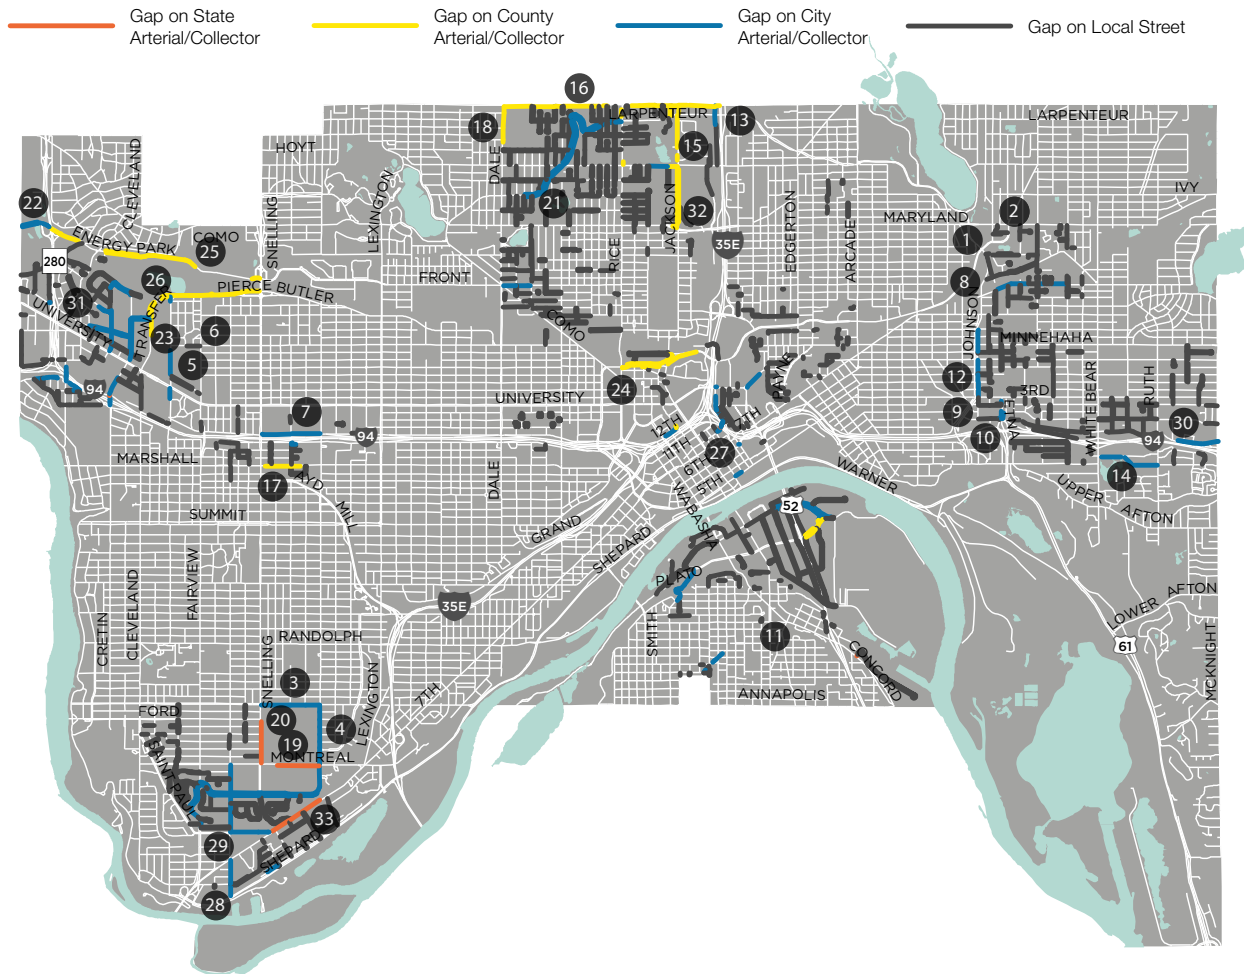 Gap on State
Arterial/Collector
Gap on County
Arterial/Collector
Gap on City
Arterial/Collector
Gap on Local Street
16
LARPENTEUR
13
LARPENTEUR
18
15
HOYT
DALE
CLEVELAND
IVY
22
21
JACKSON
32
MARYLAND
2
1
ENERGY PARK
COMO
25
SNELLING
LEXINGTON
RICE
35E
EDGERTON
ARCADE
280
26
FRONT
8
PIERCE BUTLER
31
UNIVERSITY
TRANSFER
23
6
COMO
JOHNSON
MINNEHAHA
5
24
PAYNE
12
3RD
WHITE BEAR
RUTH
94
UNIVERSITY
7
94
12TH
11TH
7TH
27
9
10
ETNA
94
30
MARSHALL
6TH
5TH
14
17
AYD
MILL
DALE
WABASHA
WARNER
UPPER
AFTON
SUMMIT
GRAND
SHEPARD
52
FAIRVIEW
PLATO
CRETIN
CLEVELAND
35E
SMITH
LOWER AFTON
RANDOLPH
11
CONCORD
61
MCKNIGHT
SNELLING
3
LEXINGTON
7TH
ANNAPOLIS
FORD
20
4
19
MONTREAL
SAINT PAUL
33
SHEPARD
29
28